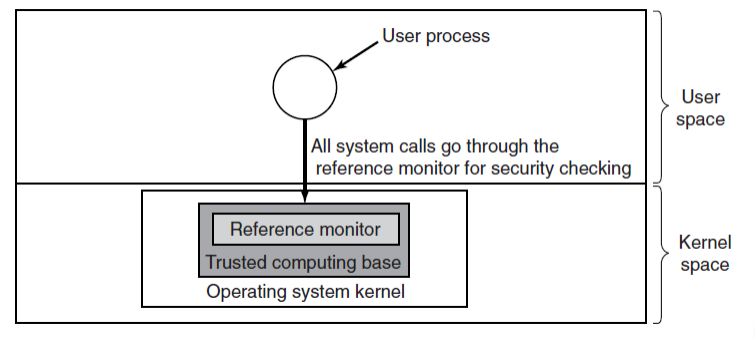 User process
User
space
All system calls go through the
reference monitor for security checking
Reference monitor
Trusted computing base
Operating system kernel
Kernel
space